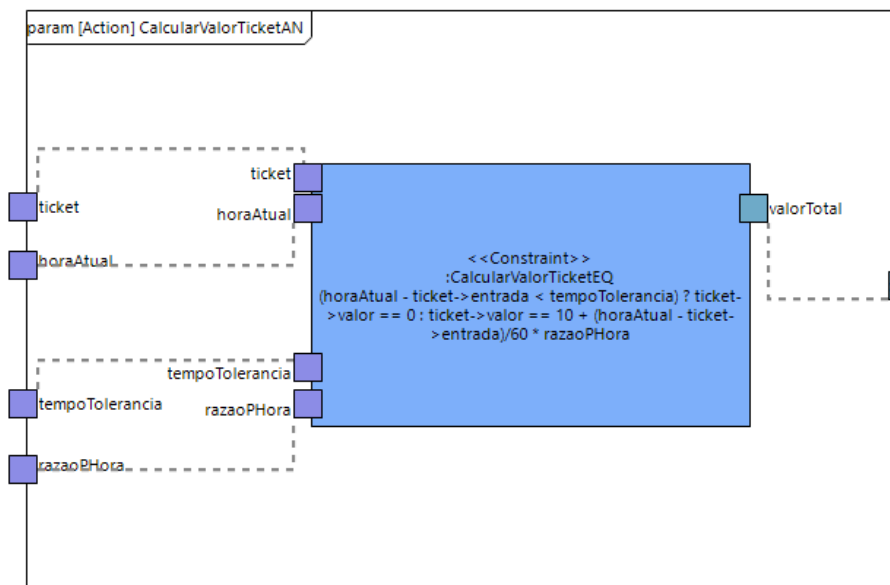 param [Action] CalcularValorTicketAN
ticket
ticket
horaAtual
valorTotal
horaAtual
<<Constraint>>
:CalcularValorTicketEQ
(horaAtual - ticket->entrada < tempoTolerancia) ? ticket-
>valor == 0 : ticket->valor == 10 + (horaAtual - ticket-
>entrada)/60 * razaoPHora
tempoTolerancia
tempoTolerancia
razaoPHora
razaoPHora